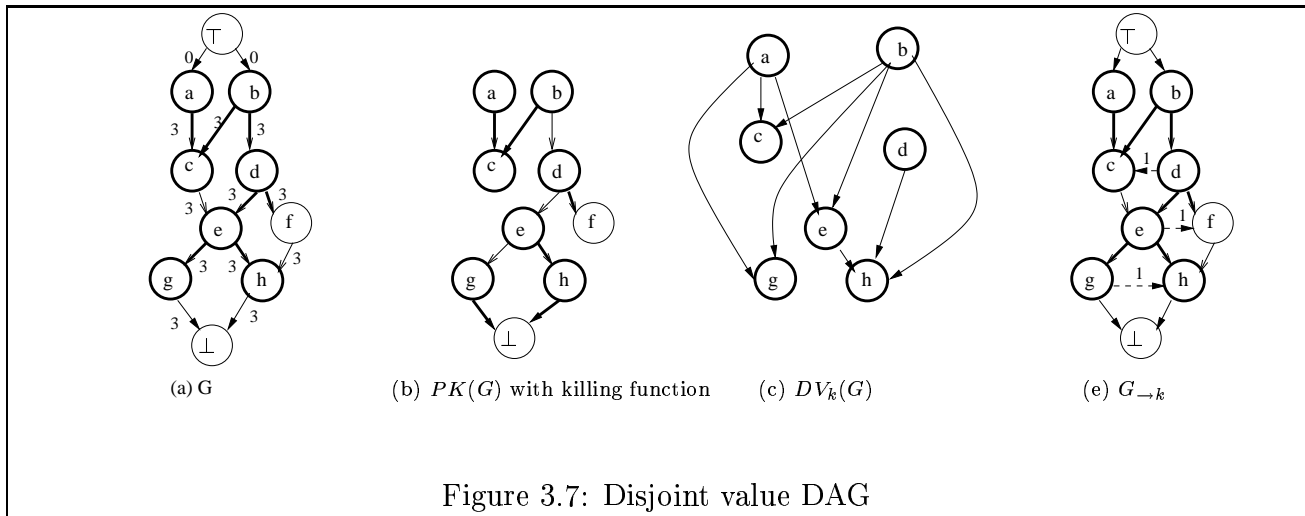 ⊤
0 0
a b
3 3 3
c d
3 3 3
e f
3 3 3
g h
3 3
⊥
(a) G
a b
c d
e f
g h
⊥
(b) PK(G) with killing function
a b
c d
e
g h
(c) DV_k(G)
⊤
a b
c 1 d
e 1 f
g 1 h
⊥
(e) G_{→k}
Figure 3.7: Disjoint value DAG